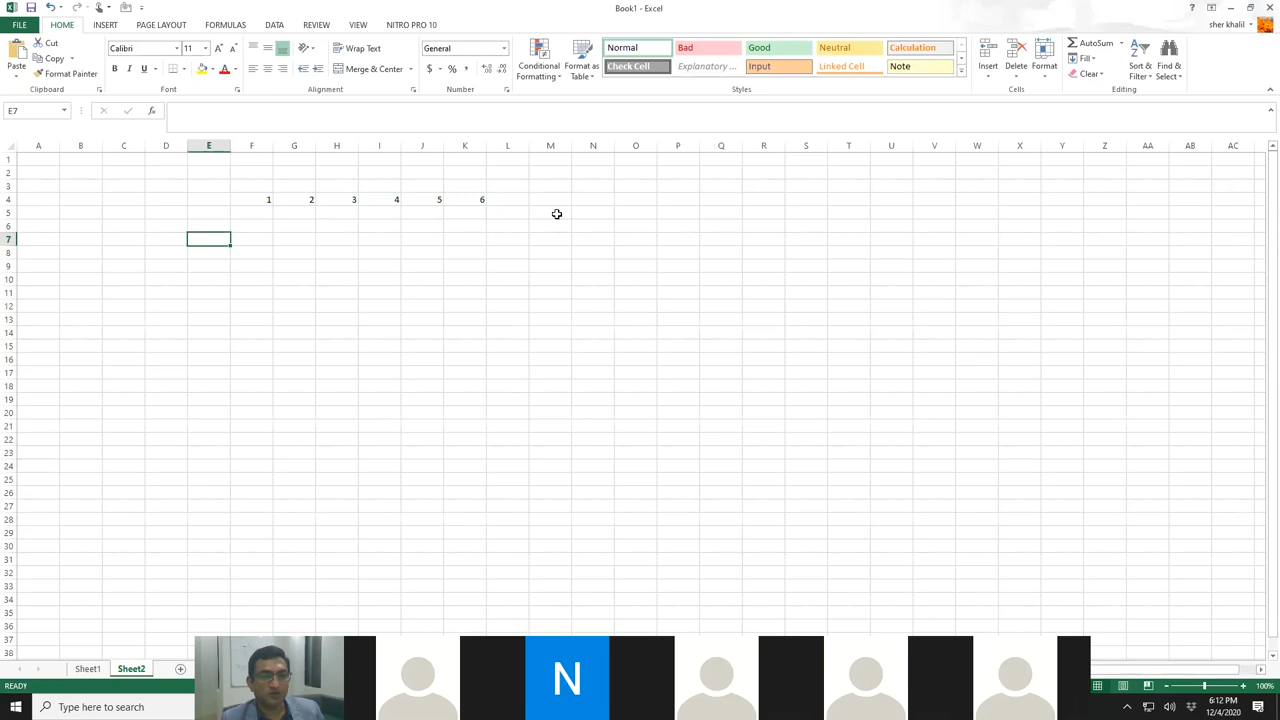 Book1 - Excel
sher khalil
FILE HOME INSERT PAGE LAYOUT FORMULAS DATA REVIEW VIEW NITRO PRO 10
Paste
Cut
Copy
Format Painter
Clipboard
Calibri 11
B U A
Font
Wrap Text
Merge & Center
Alignment
General
$ % ,
Number
Conditional Formatting
Format as Table
Normal Bad Good Neutral Calculation
Check Cell Explanatory ... Input Linked Cell Note
Styles
Insert Delete Format
Cells
AutoSum
Fill
Clear
Sort & Filter
Find & Select
Editing
E7 fx
A B C D E F G H I J K L M N O P Q R S T U V W X Y Z AA AB AC
1
2
3
4 1 2 3 4 5 6
5
6
7
8
9
10
11
12
13
14
15
16
17
18
19
20
21
22
23
24
25
26
27
28
29
30
31
32
33
34
35
36
37
38
N
Sheet1 Sheet2
READY 100%
Type here to search
6:12 PM
12/4/2020